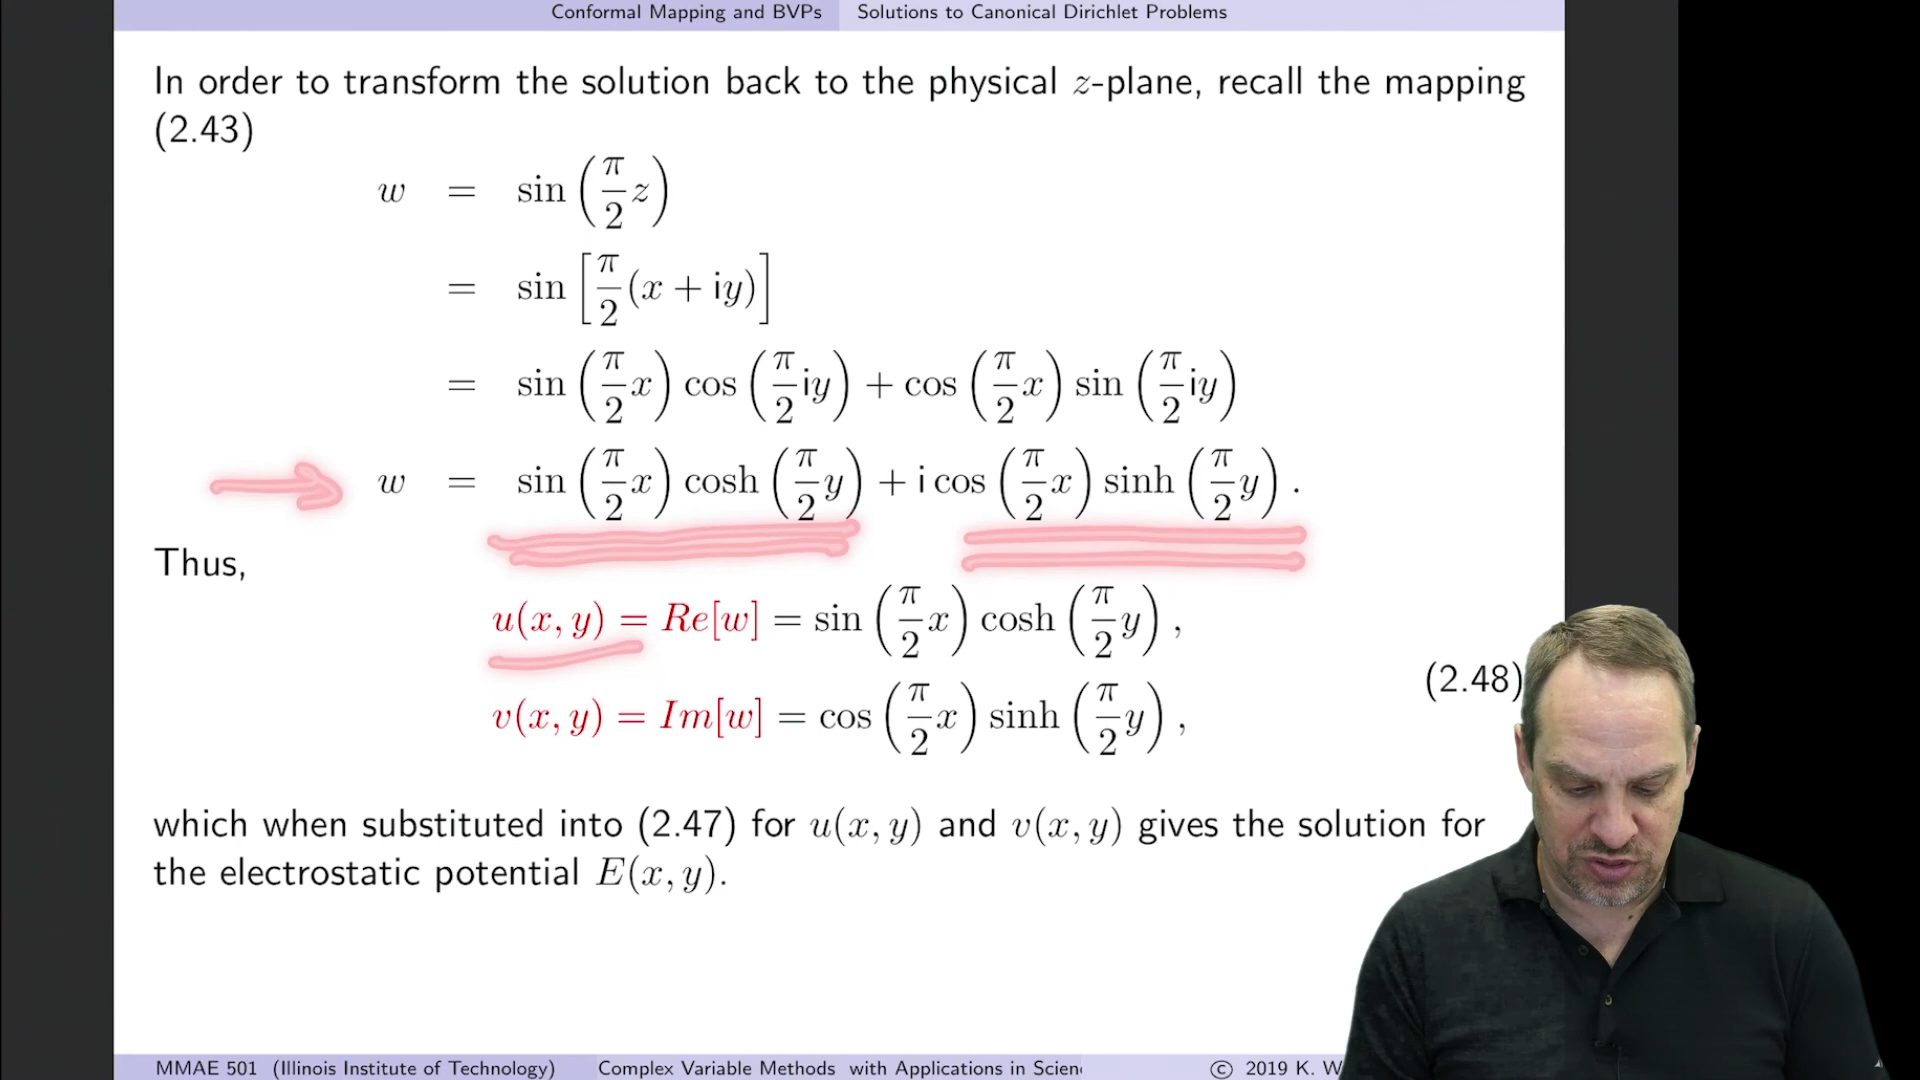 Conformal Mapping and BVPs Solutions to Canonical Dirichlet Problems
In order to transform the solution back to the physical z-plane, recall the mapping
(2.43)
w = sin(π/2 z)
= sin[π/2 (x + iy)]
= sin(π/2 x) cos(π/2 iy) + cos(π/2 x) sin(π/2 iy)
w = sin(π/2 x) cosh(π/2 y) + i cos(π/2 x) sinh(π/2 y).
Thus,
u(x, y) = Re[w] = sin(π/2 x) cosh(π/2 y),
(2.48)
v(x, y) = Im[w] = cos(π/2 x) sinh(π/2 y),
which when substituted into (2.47) for u(x, y) and v(x, y) gives the solution for
the electrostatic potential E(x, y).
MMAE 501 (Illinois Institute of Technology) Complex Variable Methods with Applications in Scien © 2019 K. W